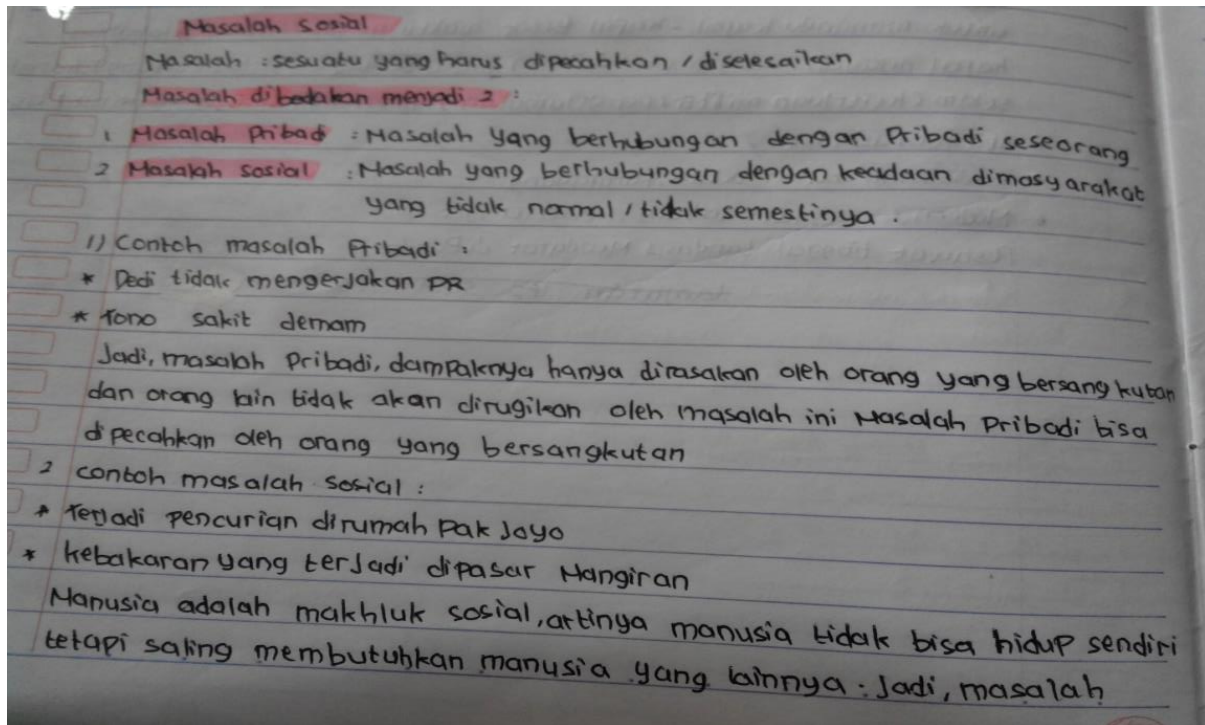 Masalah sosial
Masalah : sesuatu yang harus dipecahkan / diselesaikan
Masalah dibedakan menjadi 2 :
1 Masalah Pribadi : Masalah yang berhubungan dengan Pribadi seseorang
2 Masalah sosial : Masalah yang berhubungan dengan keadaan dimasyarakat
yang tidak normal / tidak semestinya .
1) Contoh masalah Pribadi :
* Dedi tidak mengerjakan PR
* Tono sakit demam
Jadi, masalah Pribadi, dampaknya hanya dirasakan oleh orang yang bersangkutan
dan orang lain tidak akan dirugikan oleh masalah ini Masalah Pribadi bisa
dipecahkan oleh orang yang bersangkutan
2 contoh masalah sosial :
* Terjadi pencurian dirumah Pak Joyo
* kebakaran yang terjadi dipasar Mangiran
Manusia adalah makhluk sosial, artinya manusia tidak bisa hidup sendiri
tetapi saling membutuhkan manusia yang lainnya . Jadi, masalah